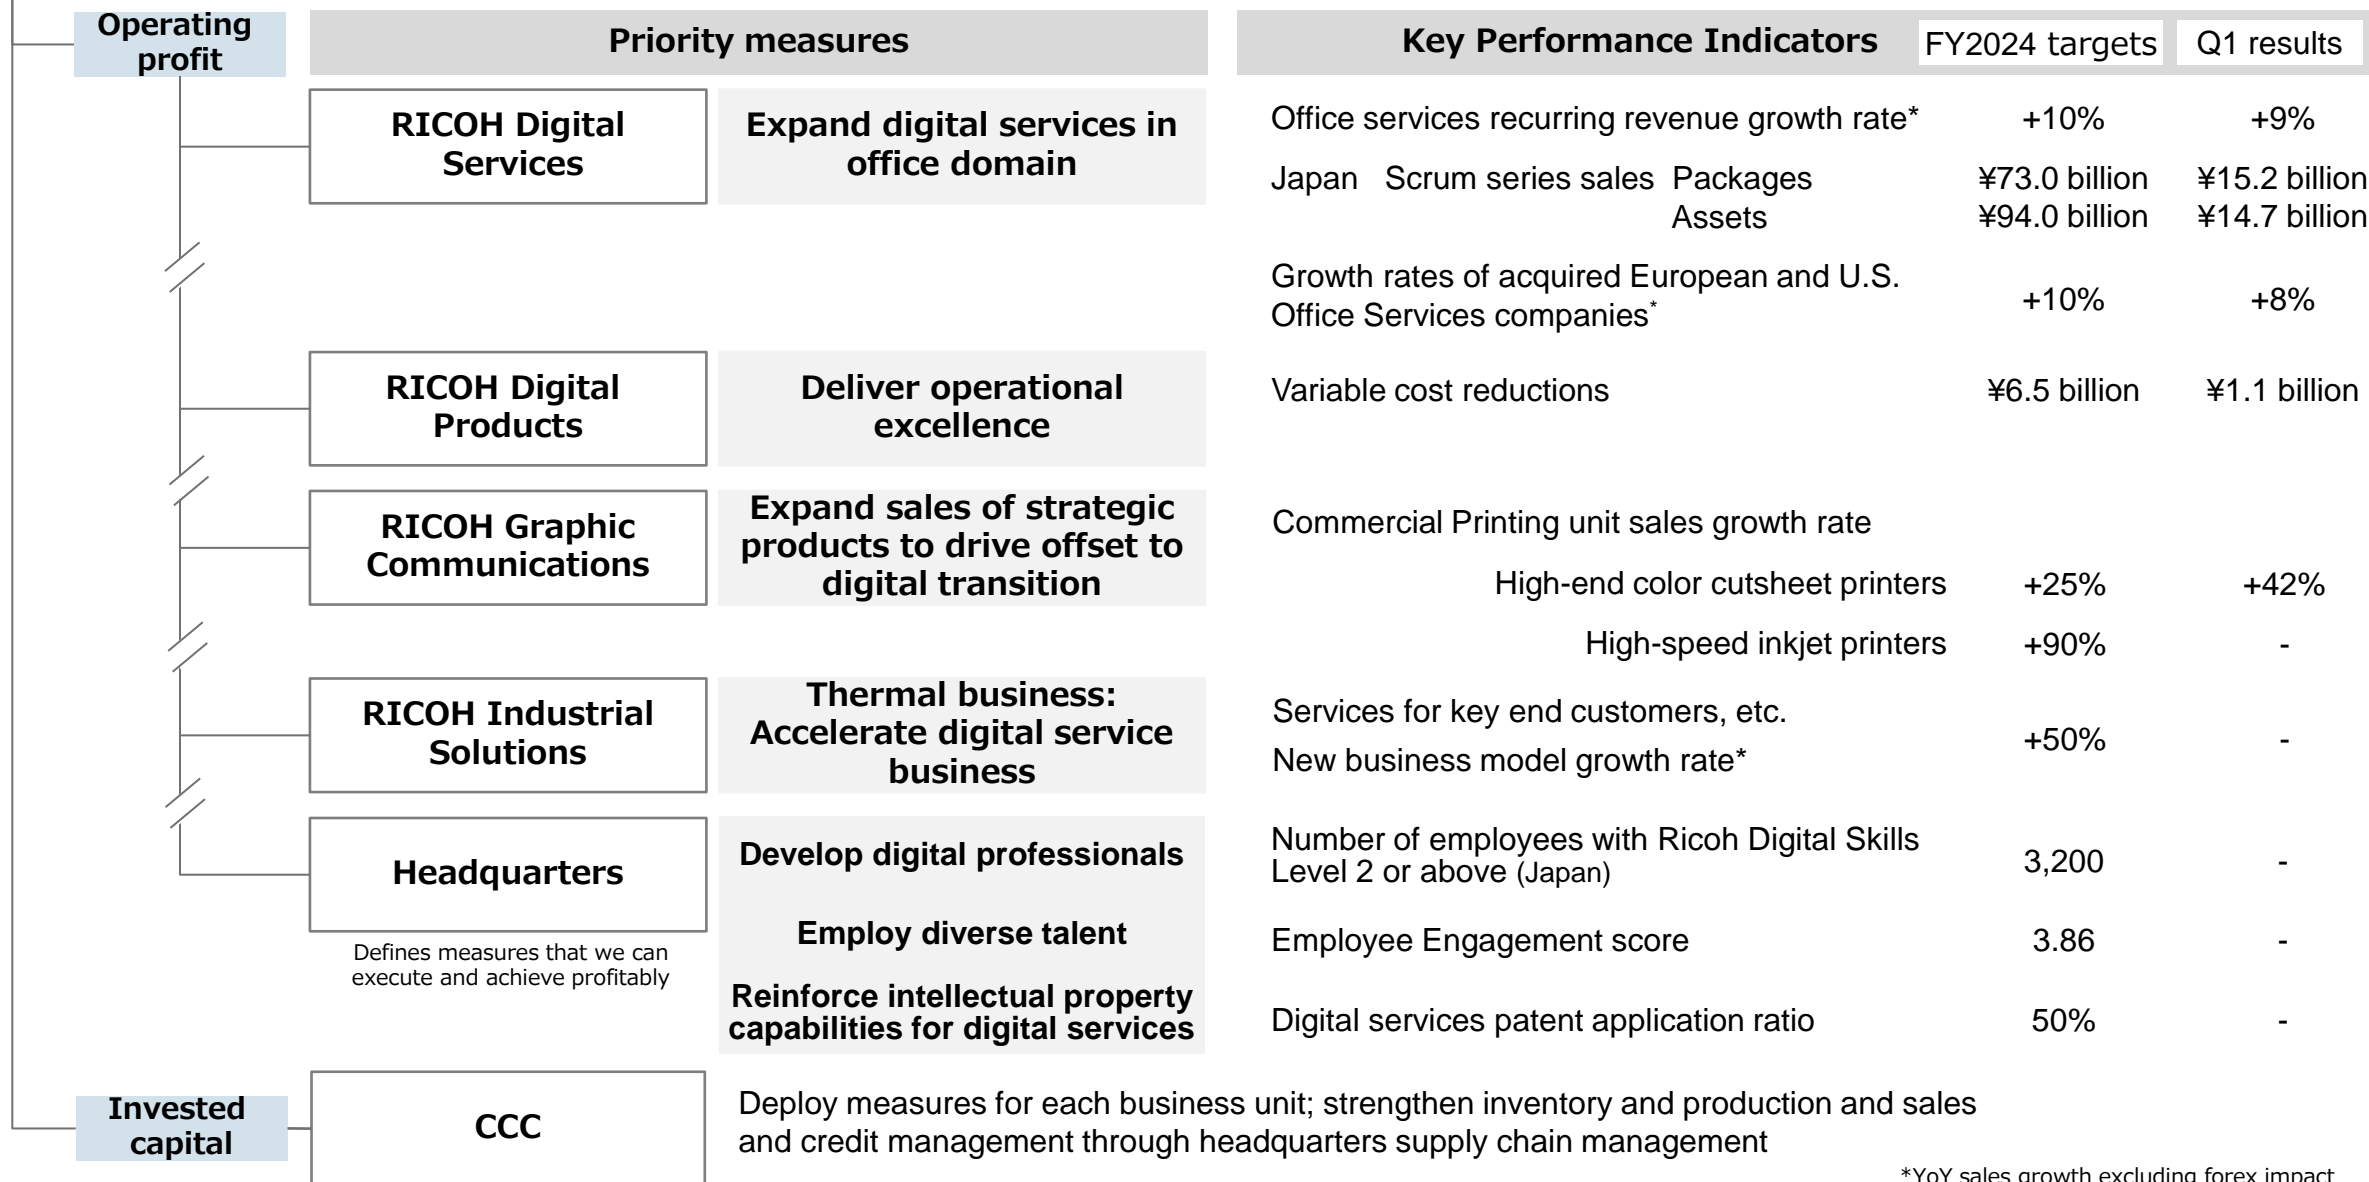 Operating
profit
Priority measures
Key Performance Indicators FY2024 targets Q1 results
RICOH Digital
Services
Expand digital services in
office domain
Office services recurring revenue growth rate* +10% +9%
Japan Scrum series sales Packages ¥73.0 billion ¥15.2 billion
Assets ¥94.0 billion ¥14.7 billion
Growth rates of acquired European and U.S.
Office Services companies* +10% +8%
RICOH Digital
Products
Deliver operational
excellence
Variable cost reductions ¥6.5 billion ¥1.1 billion
RICOH Graphic
Communications
Expand sales of strategic
products to drive offset to
digital transition
Commercial Printing unit sales growth rate
High-end color cutsheet printers +25% +42%
High-speed inkjet printers +90% -
RICOH Industrial
Solutions
Thermal business:
Accelerate digital service
business
Services for key end customers, etc.
New business model growth rate* +50% -
Headquarters
Defines measures that we can
execute and achieve profitably
Develop digital professionals
Number of employees with Ricoh Digital Skills
Level 2 or above (Japan) 3,200 -
Employ diverse talent
Employee Engagement score 3.86 -
Reinforce intellectual property
capabilities for digital services
Digital services patent application ratio 50% -
Invested
capital
CCC
Deploy measures for each business unit; strengthen inventory and production and sales
and credit management through headquarters supply chain management
*YoY sales growth excluding forex impact